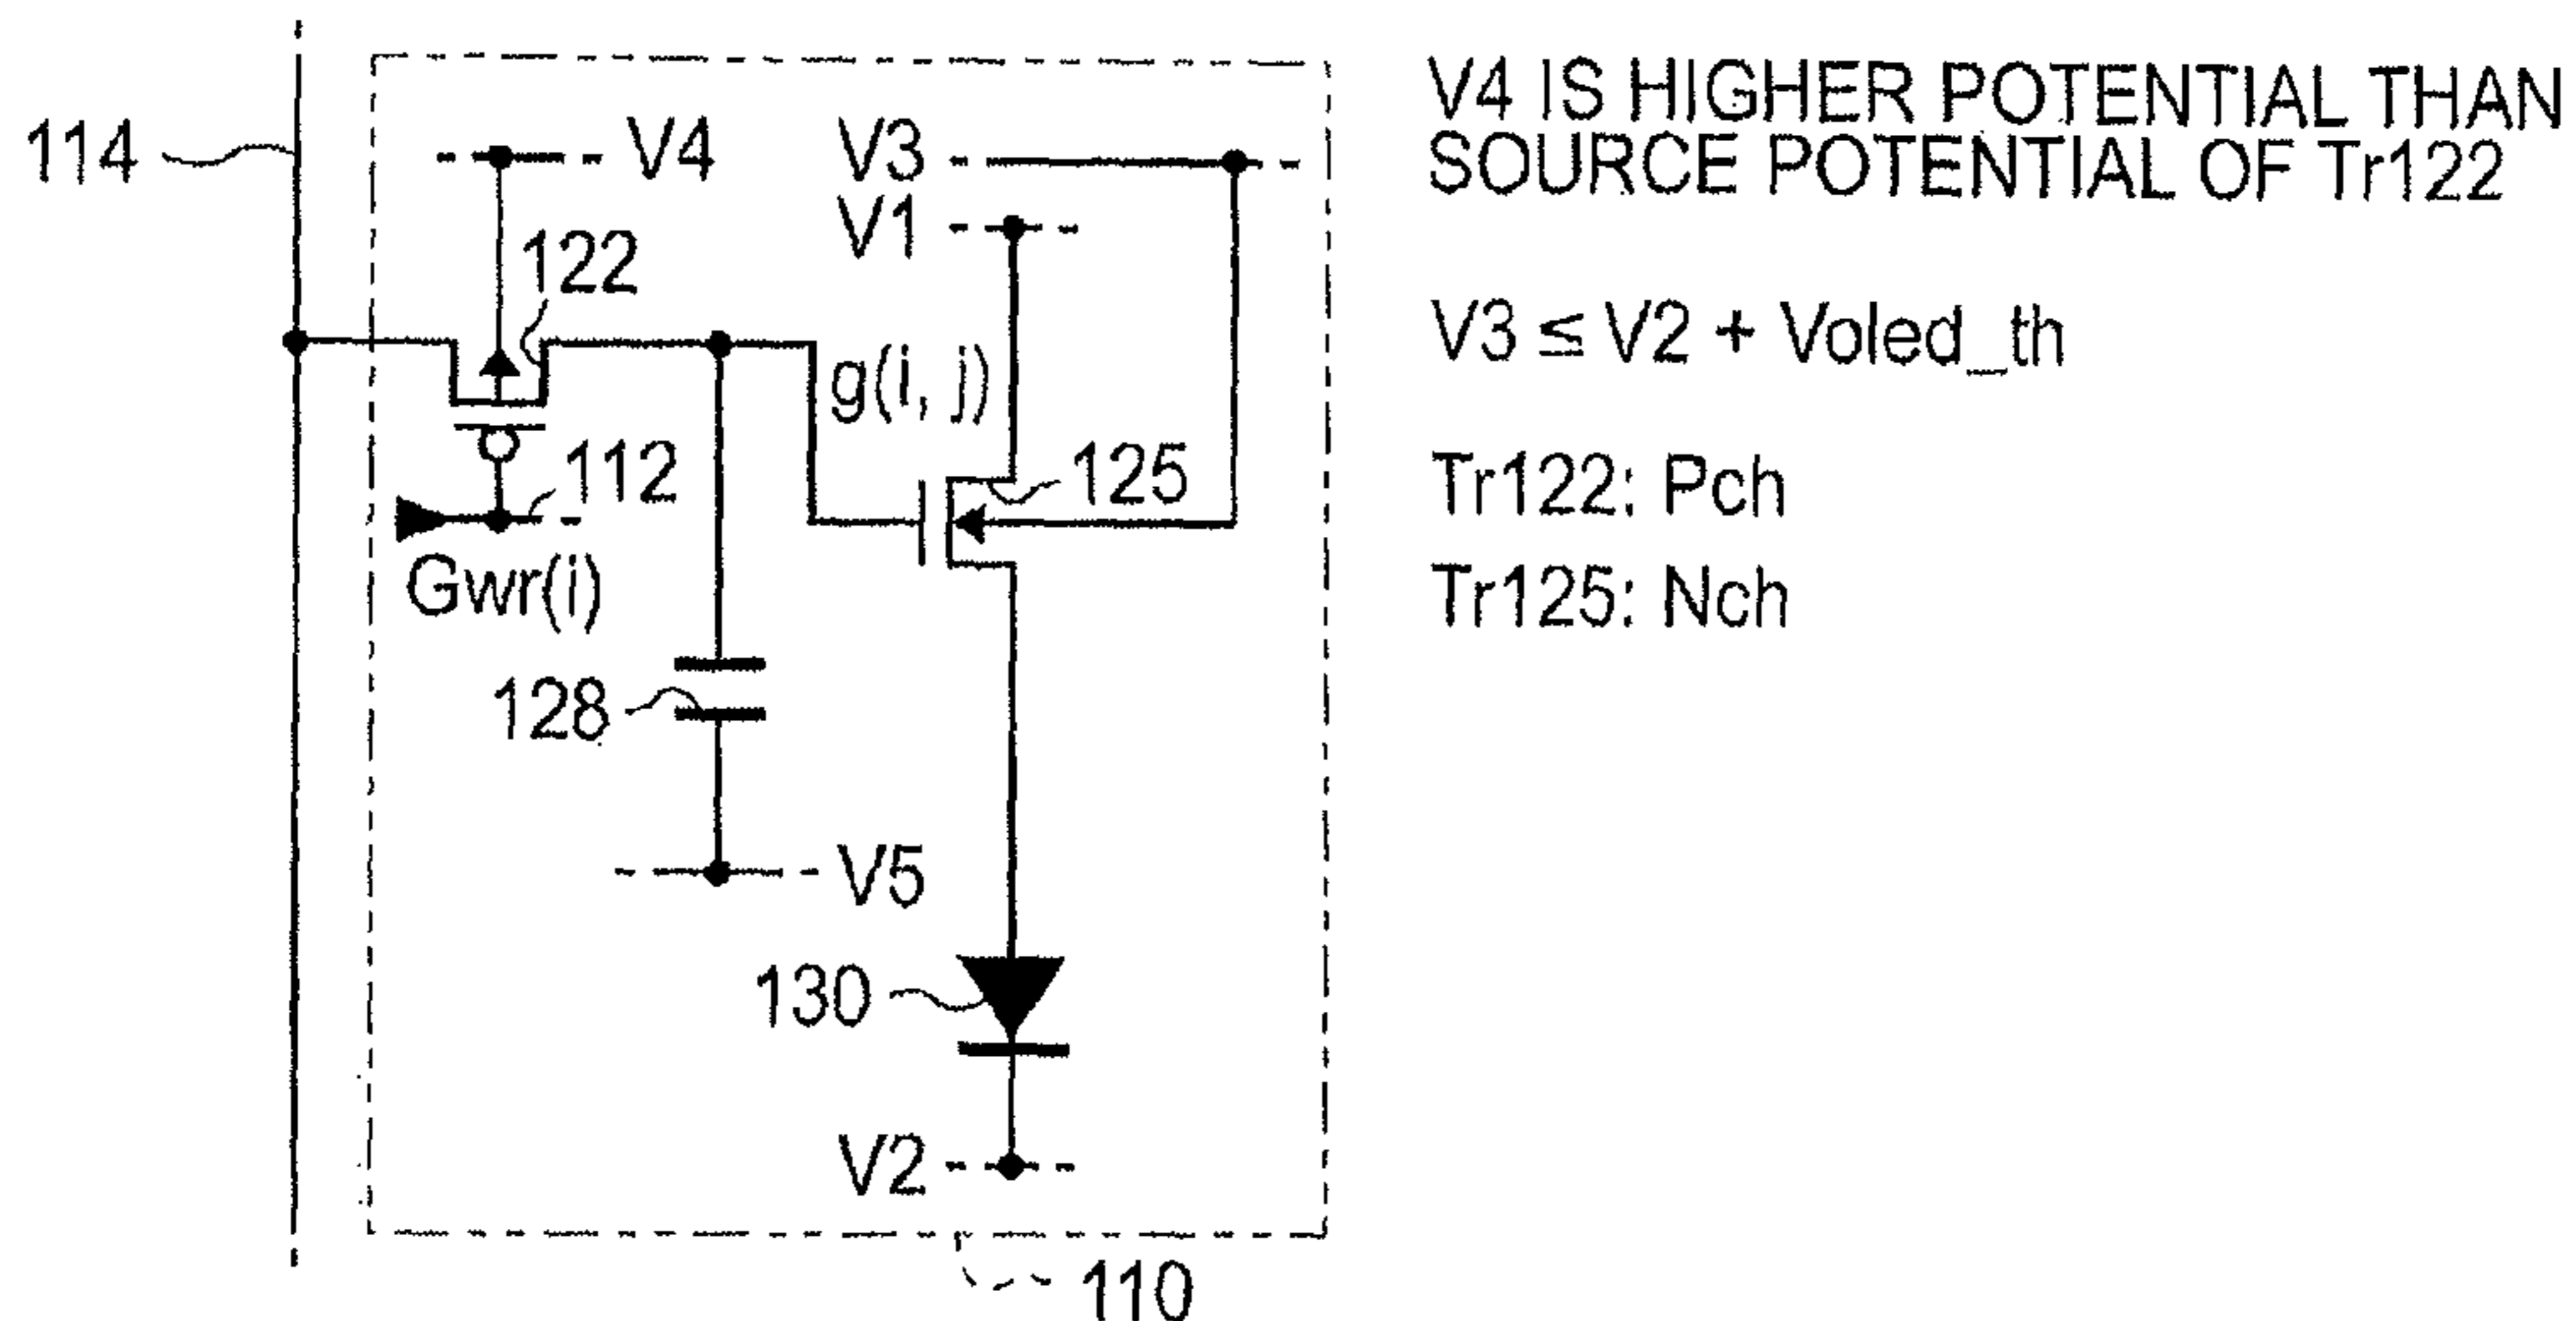 114
V4
V3
V1
122
g(i, j)
125
112
Gwr(i)
128
V5
130
V2
110
V4 IS HIGHER POTENTIAL THAN
SOURCE POTENTIAL OF Tr122
V3 ≤ V2 + Voled_th
Tr122: Pch
Tr125: Nch